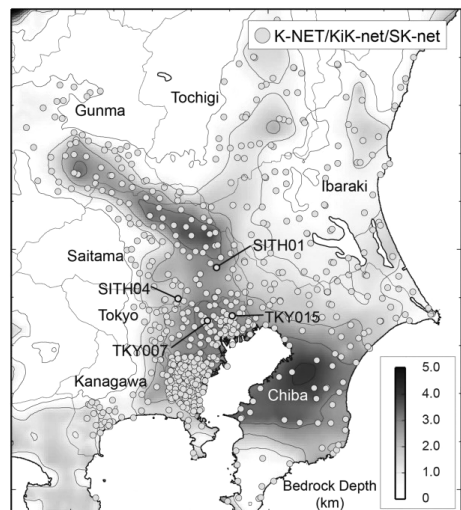 K-NET/KiK-net/SK-net
Tochigi
Gunma
Ibaraki
SITH01
Saitama
SITH04
Tokyo
TKY015
TKY007
Kanagawa
Chiba
5.0
4.0
3.0
2.0
1.0
0
Bedrock Depth
(km)